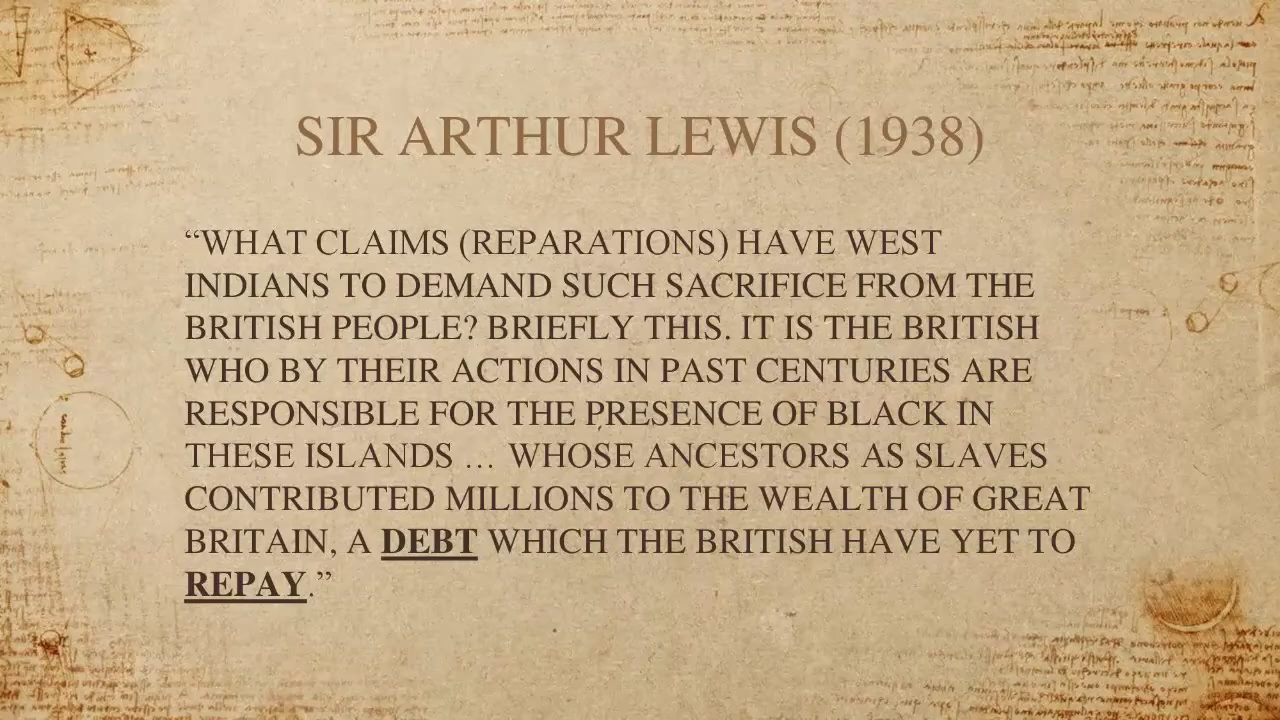 SIR ARTHUR LEWIS (1938)
“WHAT CLAIMS (REPARATIONS) HAVE WEST
INDIANS TO DEMAND SUCH SACRIFICE FROM THE
BRITISH PEOPLE? BRIEFLY THIS. IT IS THE BRITISH
WHO BY THEIR ACTIONS IN PAST CENTURIES ARE
RESPONSIBLE FOR THE PRESENCE OF BLACK IN
THESE ISLANDS … WHOSE ANCESTORS AS SLAVES
CONTRIBUTED MILLIONS TO THE WEALTH OF GREAT
BRITAIN, A DEBT WHICH THE BRITISH HAVE YET TO
REPAY.”